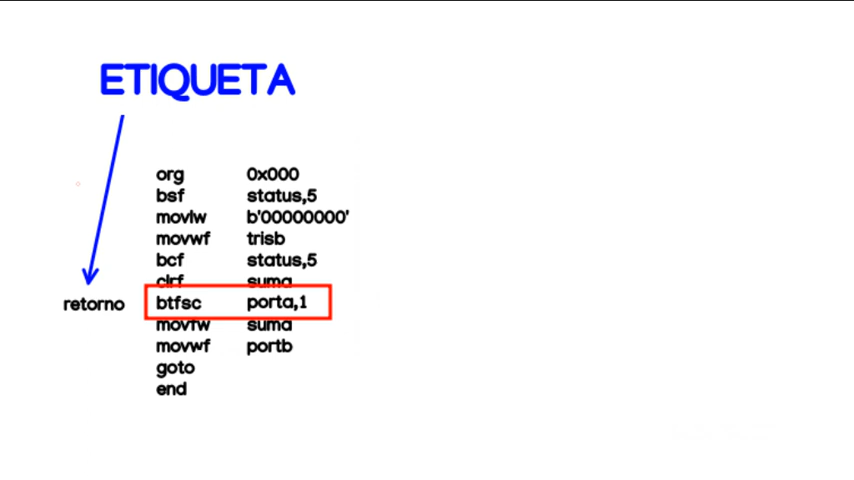 ETIQUETA
org 0x000
bsf status,5
movlw b'00000000'
movwf trisb
bcf status,5
clrf suma
retorno btfsc porta,1
movfw suma
movwf portb
goto
end